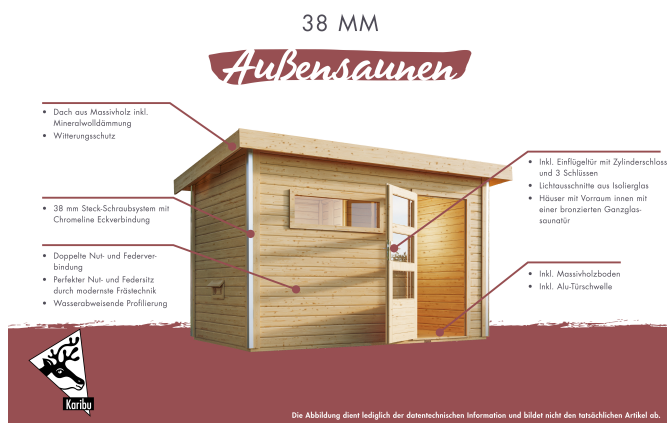 38 MM
Außensaunen
• Dach aus Massivholz inkl.
Mineralwolldämmung
• Witterungsschutz
• 38 mm Steck-Schraubsystem mit
Chromeline Eckverbindung
• Doppelte Nut- und Federver-
bindung
• Perfekter Nut- und Federsitz
durch modernste Frästechnik
• Wasserabweisende Profilierung
• Inkl. Einflügeltür mit Zylinderschloss
und 3 Schlüssen
• Lichtausschnitte aus Isolierglas
• Häuser mit Vorraum innen mit
einer bronzierten Ganzglas-
saunatür
• Inkl. Massivholzboden
• Inkl. Alu-Türschwelle
Karibu
Die Abbildung dient lediglich der datentechnischen Information und bildet nicht den tatsächlichen Artikel ab.